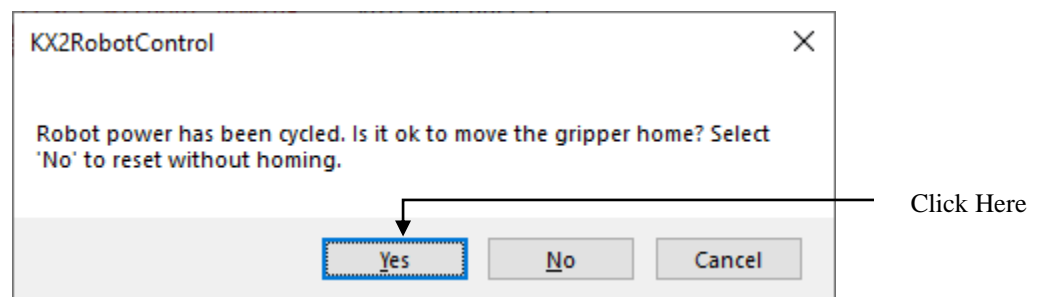 KX2RobotControl
Robot power has been cycled. Is it ok to move the gripper home? Select
'No' to reset without homing.
Click Here
Yes
No
Cancel